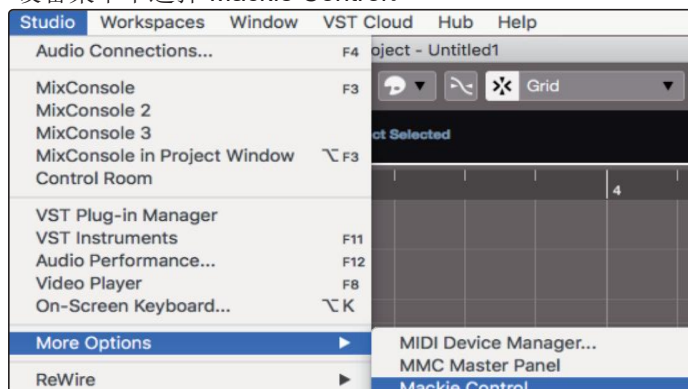 Studio Workspaces Window VST Cloud Hub Help
Audio Connections... F4
oject - Untitled1
MixConsole F3
Grid
MixConsole 2
MixConsole 3
ct Selected
MixConsole in Project Window ⌥F3
Control Room
4
VST Plug-in Manager
VST Instruments F11
Audio Performance... F12
Video Player F8
On-Screen Keyboard... ⌥K
More Options
MIDI Device Manager...
MMC Master Panel
ReWire
Mackie Control